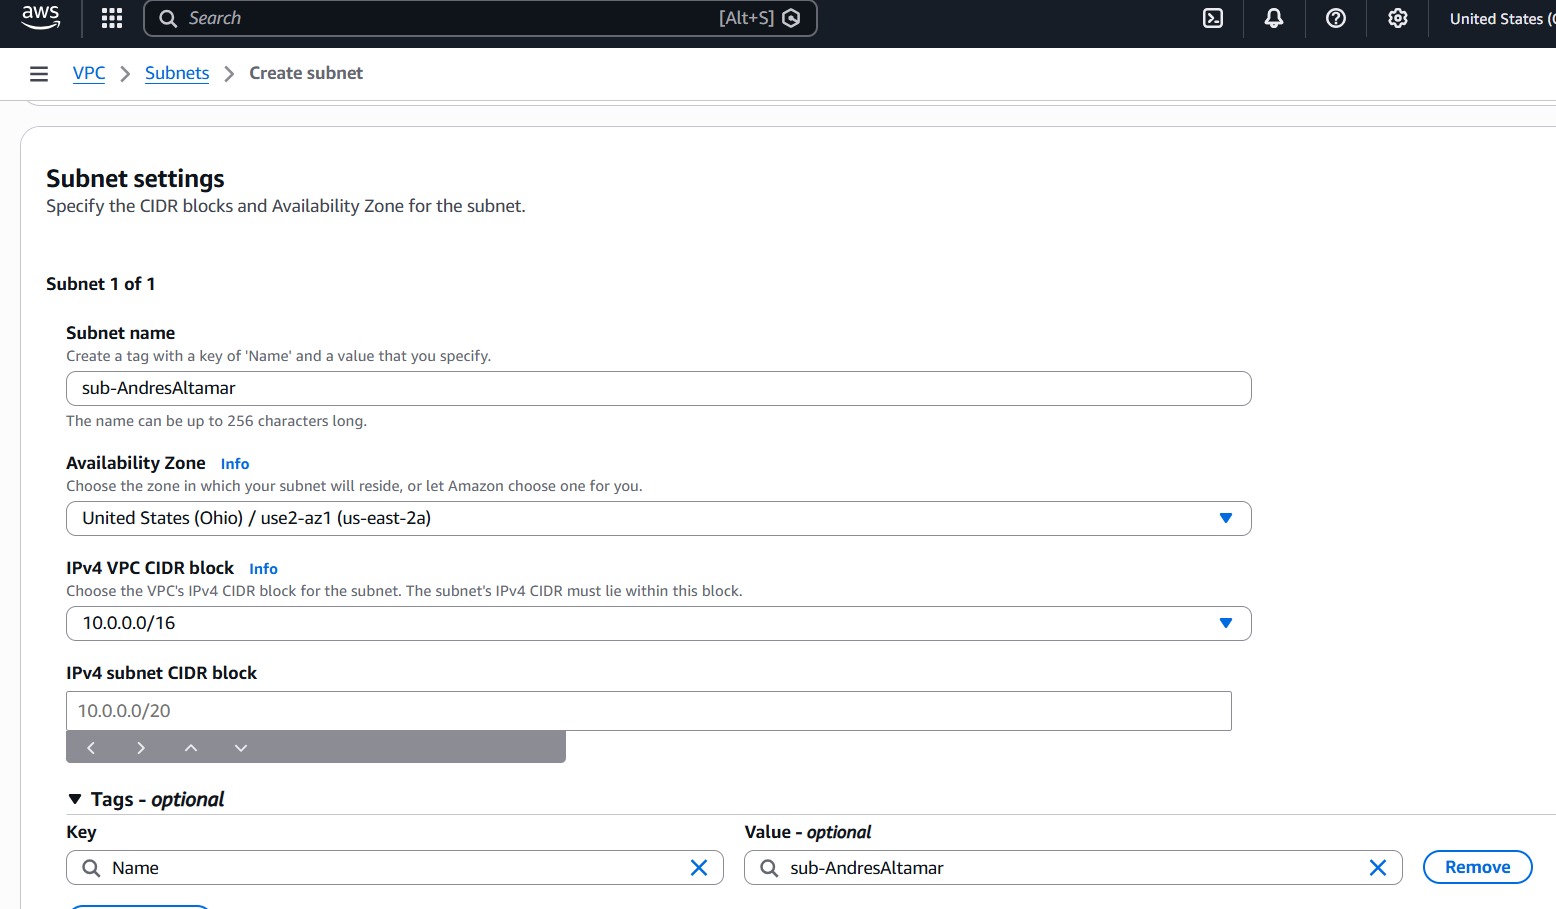 aws
Search [Alt+S]
United States (
VPC > Subnets > Create subnet
Subnet settings
Specify the CIDR blocks and Availability Zone for the subnet.
Subnet 1 of 1
Subnet name
Create a tag with a key of 'Name' and a value that you specify.
sub-AndresAltamar
The name can be up to 256 characters long.
Availability Zone Info
Choose the zone in which your subnet will reside, or let Amazon choose one for you.
United States (Ohio) / use2-az1 (us-east-2a)
IPv4 VPC CIDR block Info
Choose the VPC's IPv4 CIDR block for the subnet. The subnet's IPv4 CIDR must lie within this block.
10.0.0.0/16
IPv4 subnet CIDR block
10.0.0.0/20
Tags - optional
Key Value - optional
Name sub-AndresAltamar Remove